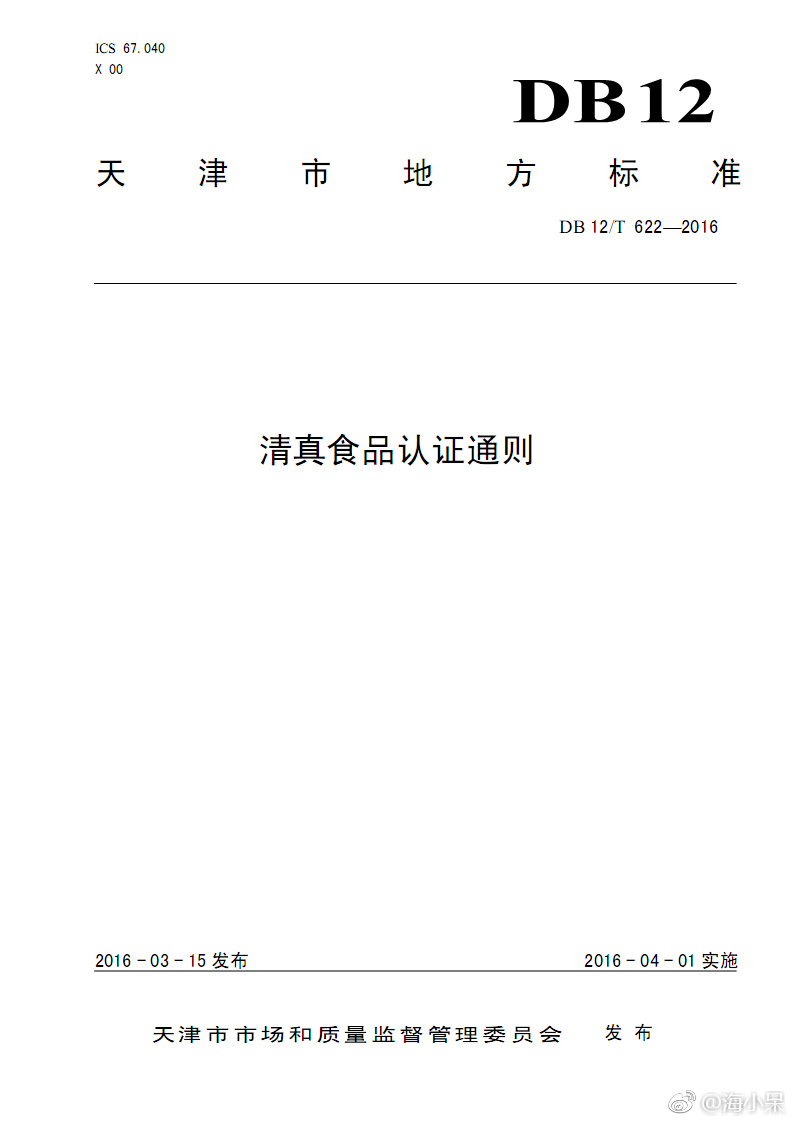 ICS 67.040
X 00
DB12
天津市地方标准
DB 12/T 622—2016
清真食品认证通则
2016－03－15 发布
2016－04－01 实施
天津市市场和质量监督管理委员会 发布
@海小呆